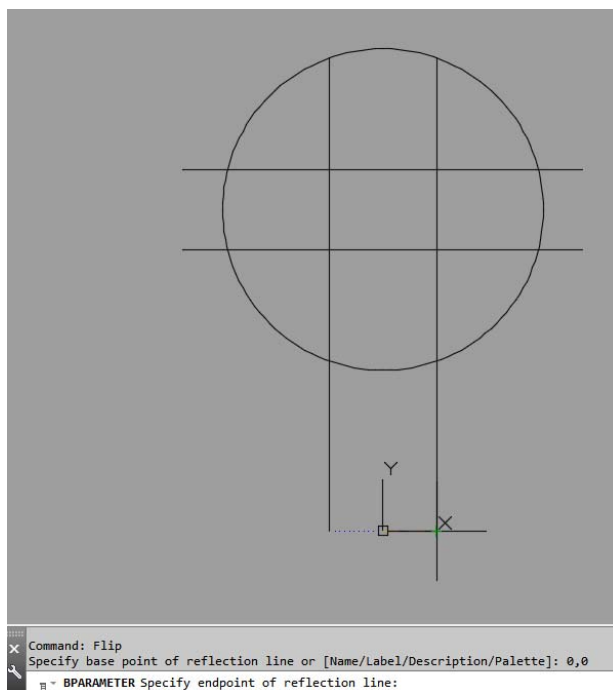 Y
X
Command: Flip
Specify base point of reflection line or [Name/Label/Description/Palette]: 0,0
BPARAMETER Specify endpoint of reflection line: